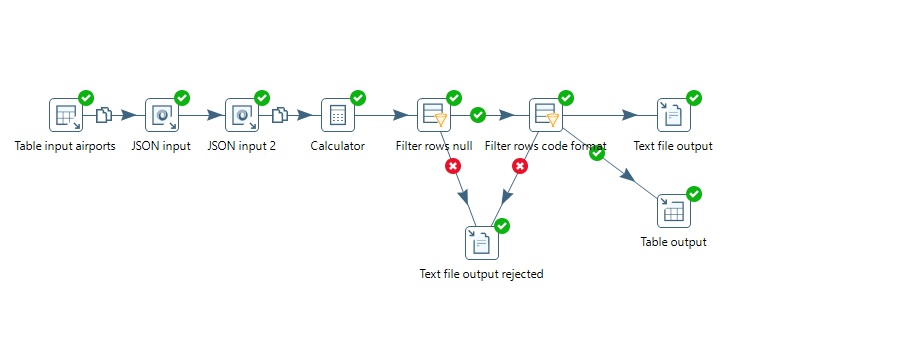 Table input airports
JSON input
JSON input 2
Calculator
Filter rows null
Filter rows code format
Text file output
Table output
Text file output rejected